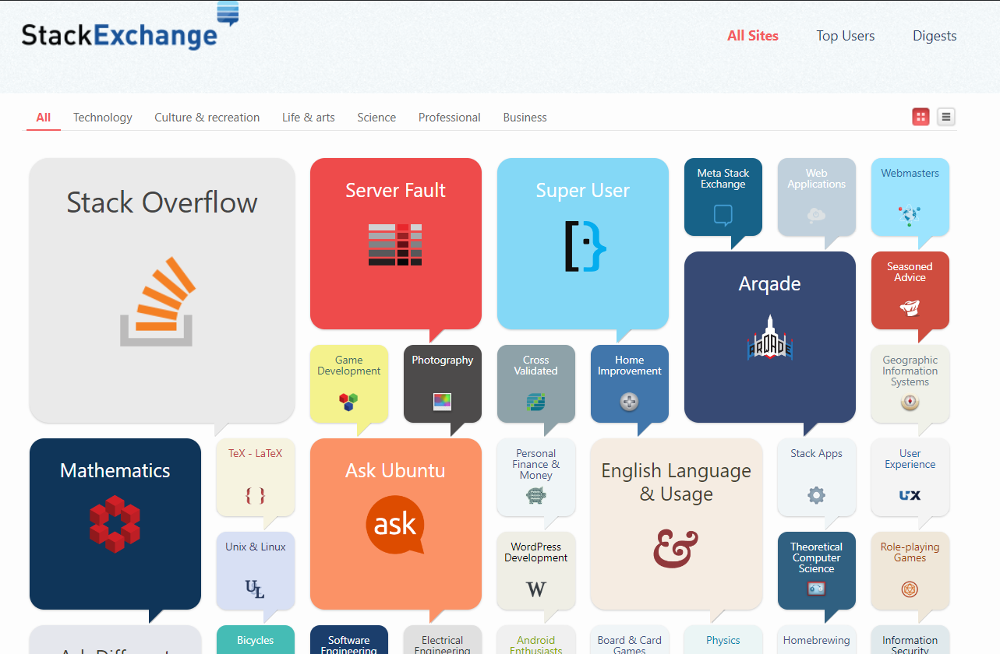 StackExchange
All Sites
Top Users
Digests
All
Technology
Culture & recreation
Life & arts
Science
Professional
Business
Stack Overflow
Server Fault
Super User
Meta Stack
Exchange
Web
Applications
Webmasters
Arqade
ARQADE
Seasoned
Advice
Game
Development
Photography
Cross
Validated
Home
Improvement
Geographic
Information
Systems
Mathematics
TeX - LaTeX
{ }
Ask Ubuntu
ask
Personal
Finance &
Money
English Language
& Usage
&
Stack Apps
User
Experience
UX
Unix & Linux
UL
WordPress
Development
W
Theoretical
Computer
Science
Role-playing
Games
Ask Different
Bicycles
Software
Engineering
Electrical
Engineering
Android
Enthusiasts
Board & Card
Games
Physics
Homebrewing
Information
Security